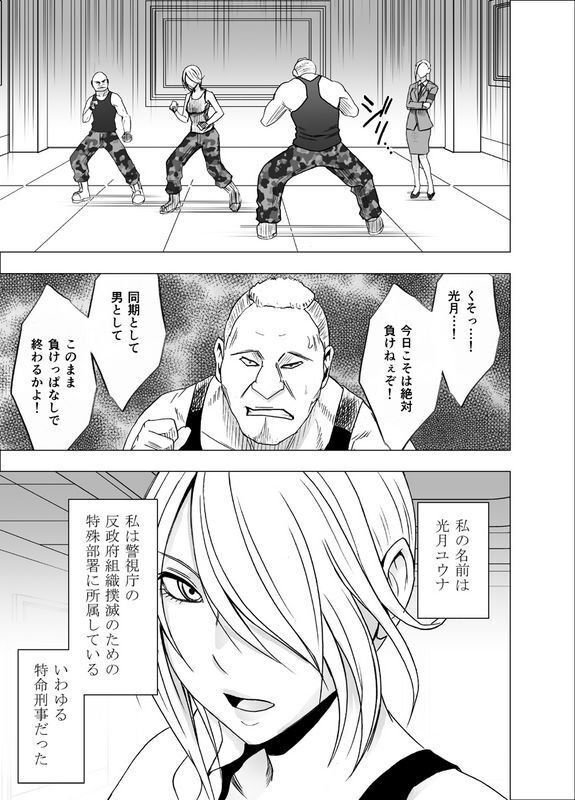 ジリ…
くそっ…！
光月…！
今日こそは絶対
負けねぇぞ！
同期として
男として
このまま
負けっぱなしで
終わるかよ！
私の名前は
光月ユウナ
私は警視庁の
反政府組織撲滅のための
特殊部署に所属している
いわゆる
特命刑事だった